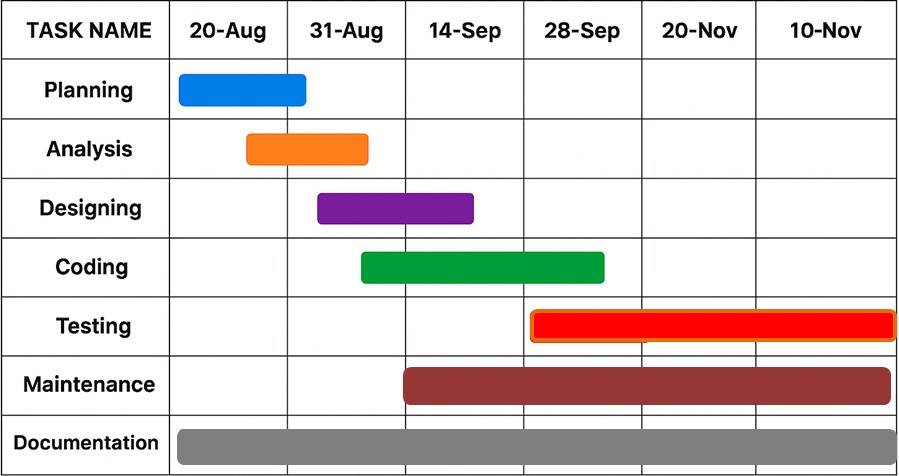 TASK NAME 20-Aug 31-Aug 14-Sep 28-Sep 20-Nov 10-Nov
Planning
Analysis
Designing
Coding
Testing
Maintenance
Documentation